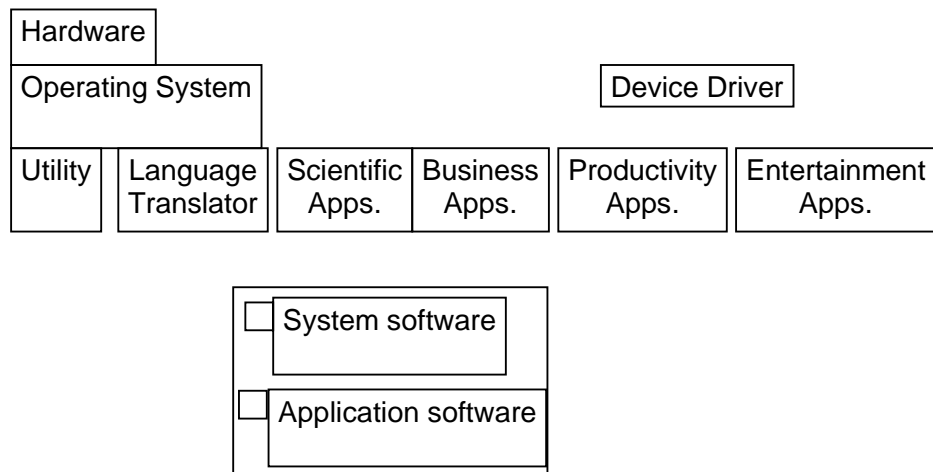 Hardware
Operating System
Device Driver
Utility
Language
Translator
Scientific
Apps.
Business
Apps.
Productivity
Apps.
Entertainment
Apps.
System software
Application software